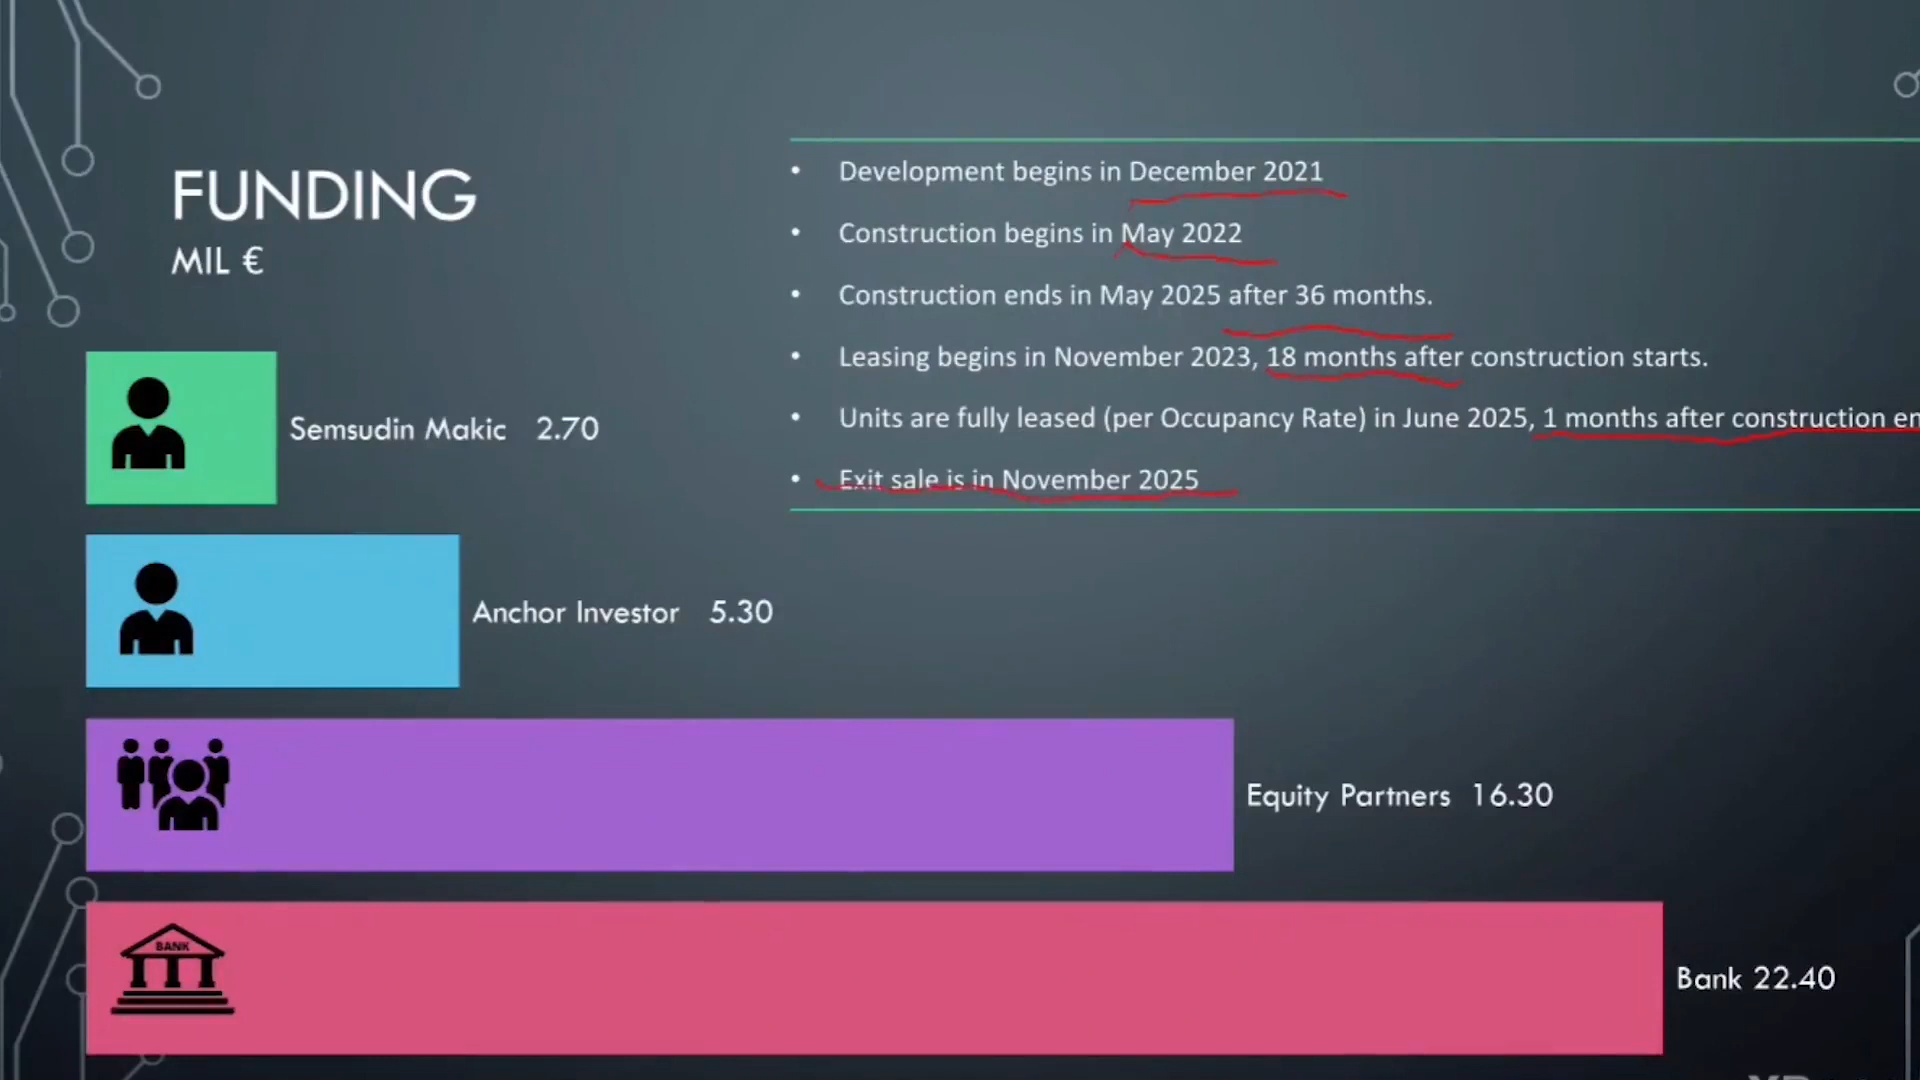 FUNDING
MIL €
• Development begins in December 2021
• Construction begins in May 2022
• Construction ends in May 2025 after 36 months.
• Leasing begins in November 2023, 18 months after construction starts.
• Units are fully leased (per Occupancy Rate) in June 2025, 1 months after construction en
• Exit sale is in November 2025
Semsudin Makic 2.70
Anchor Investor 5.30
Equity Partners 16.30
BANK
Bank 22.40